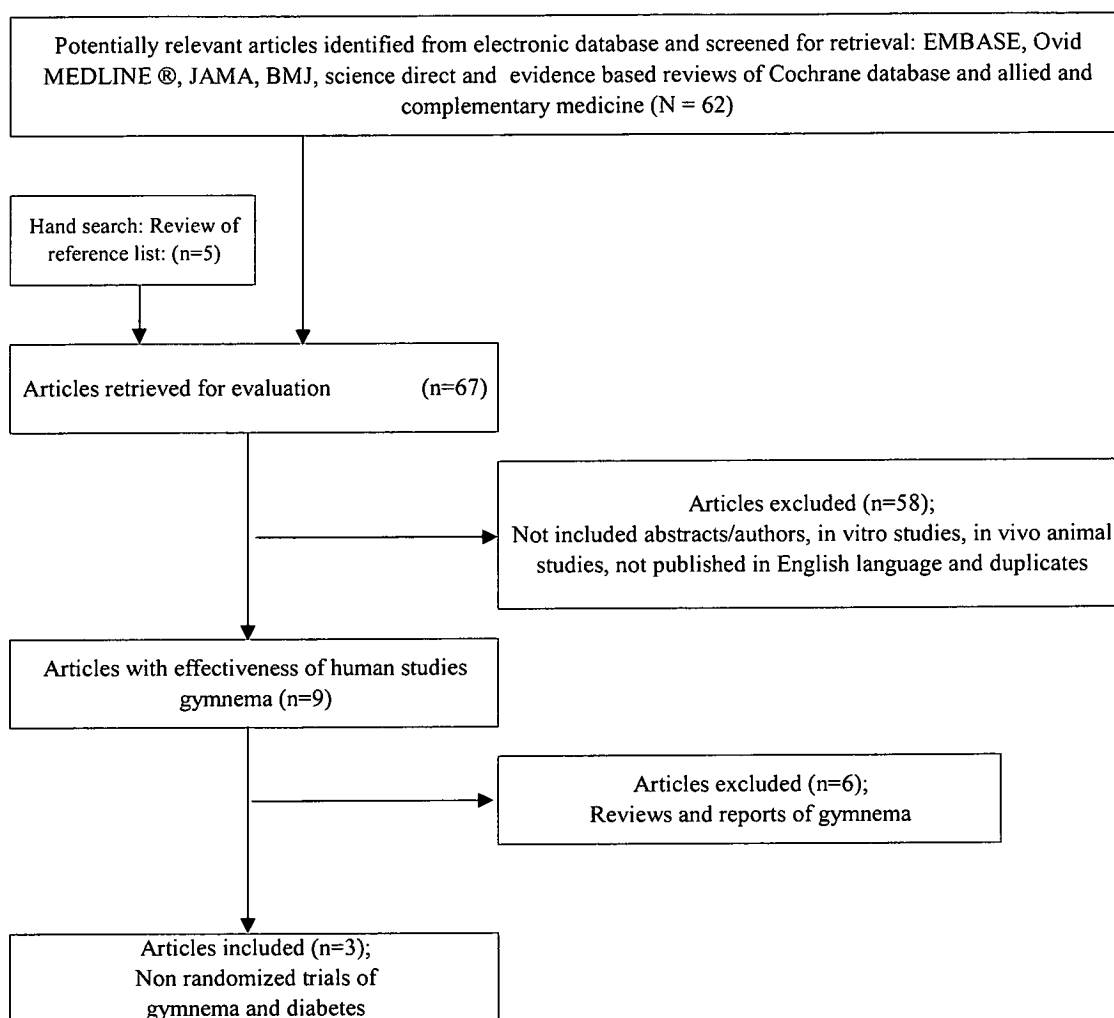 Potentially relevant articles identified from electronic database and screened for retrieval: EMBASE, Ovid
MEDLINE ®, JAMA, BMJ, science direct and evidence based reviews of Cochrane database and allied and
complementary medicine (N = 62)
Hand search: Review of
reference list: (n=5)
Articles retrieved for evaluation (n=67)
Articles excluded (n=58);
Not included abstracts/authors, in vitro studies, in vivo animal
studies, not published in English language and duplicates
Articles with effectiveness of human studies
gymnema (n=9)
Articles excluded (n=6);
Reviews and reports of gymnema
Articles included (n=3);
Non randomized trials of
gymnema and diabetes